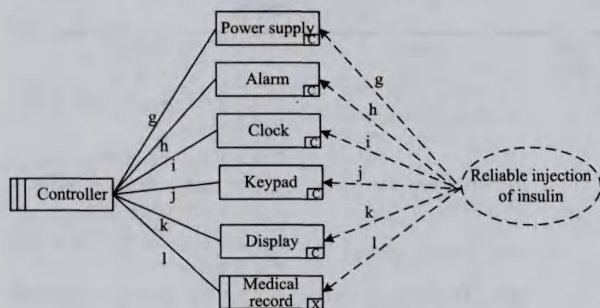 Power supply
C
g
g
Alarm
C
h
h
Clock
C
i
i
Controller
Keypad
C
j
j
Reliable injection
of insulin
Display
C
k
k
Medical
record
X
l
l